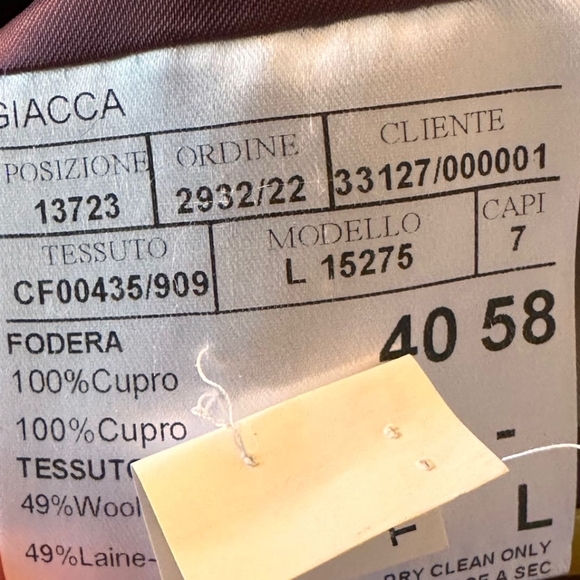 GIACCA
POSIZIONE ORDINE CLIENTE
13723 2932/22 33127/000001
TESSUTO MODELLO CAPI
CF00435/909 L 15275 7
FODERA 40 58
100%Cupro
100%Cupro -
49%Wool
49%Laine- L
DRY CLEAN ONLY
A SEC